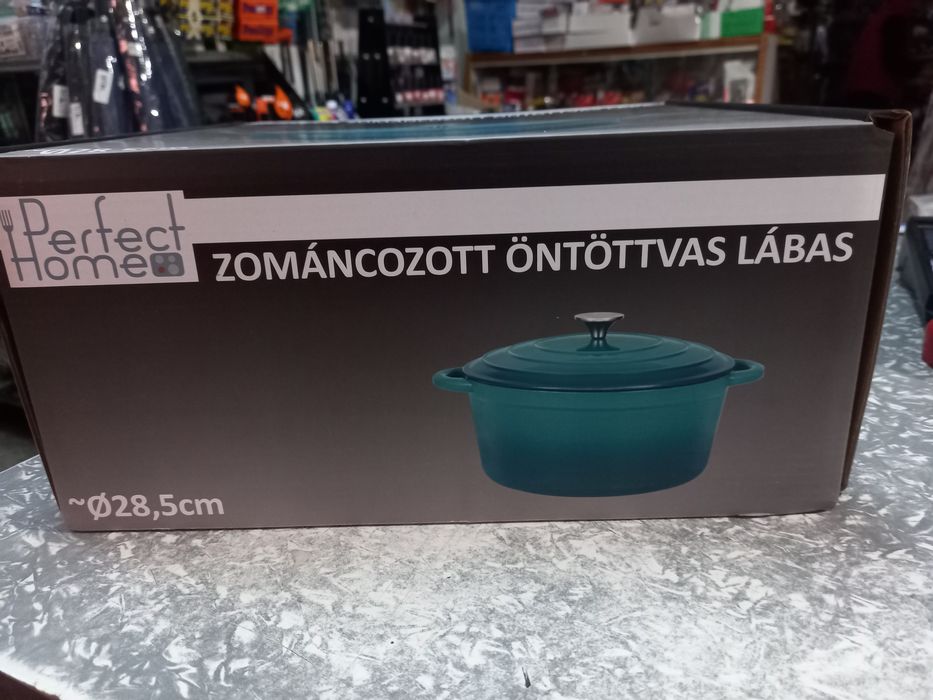 Perfect
Home
ZOMÁNCOZOTT ÖNTÖTTVAS LÁBAS
~Ø28,5cm